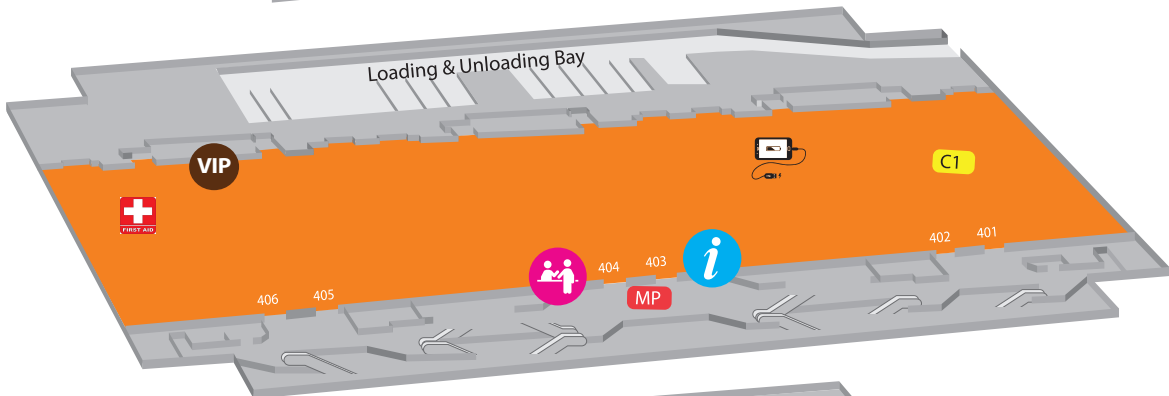 Loading & Unloading Bay
VIP
C1
FIRST AID
402
401
404
403
406
405
MP
i